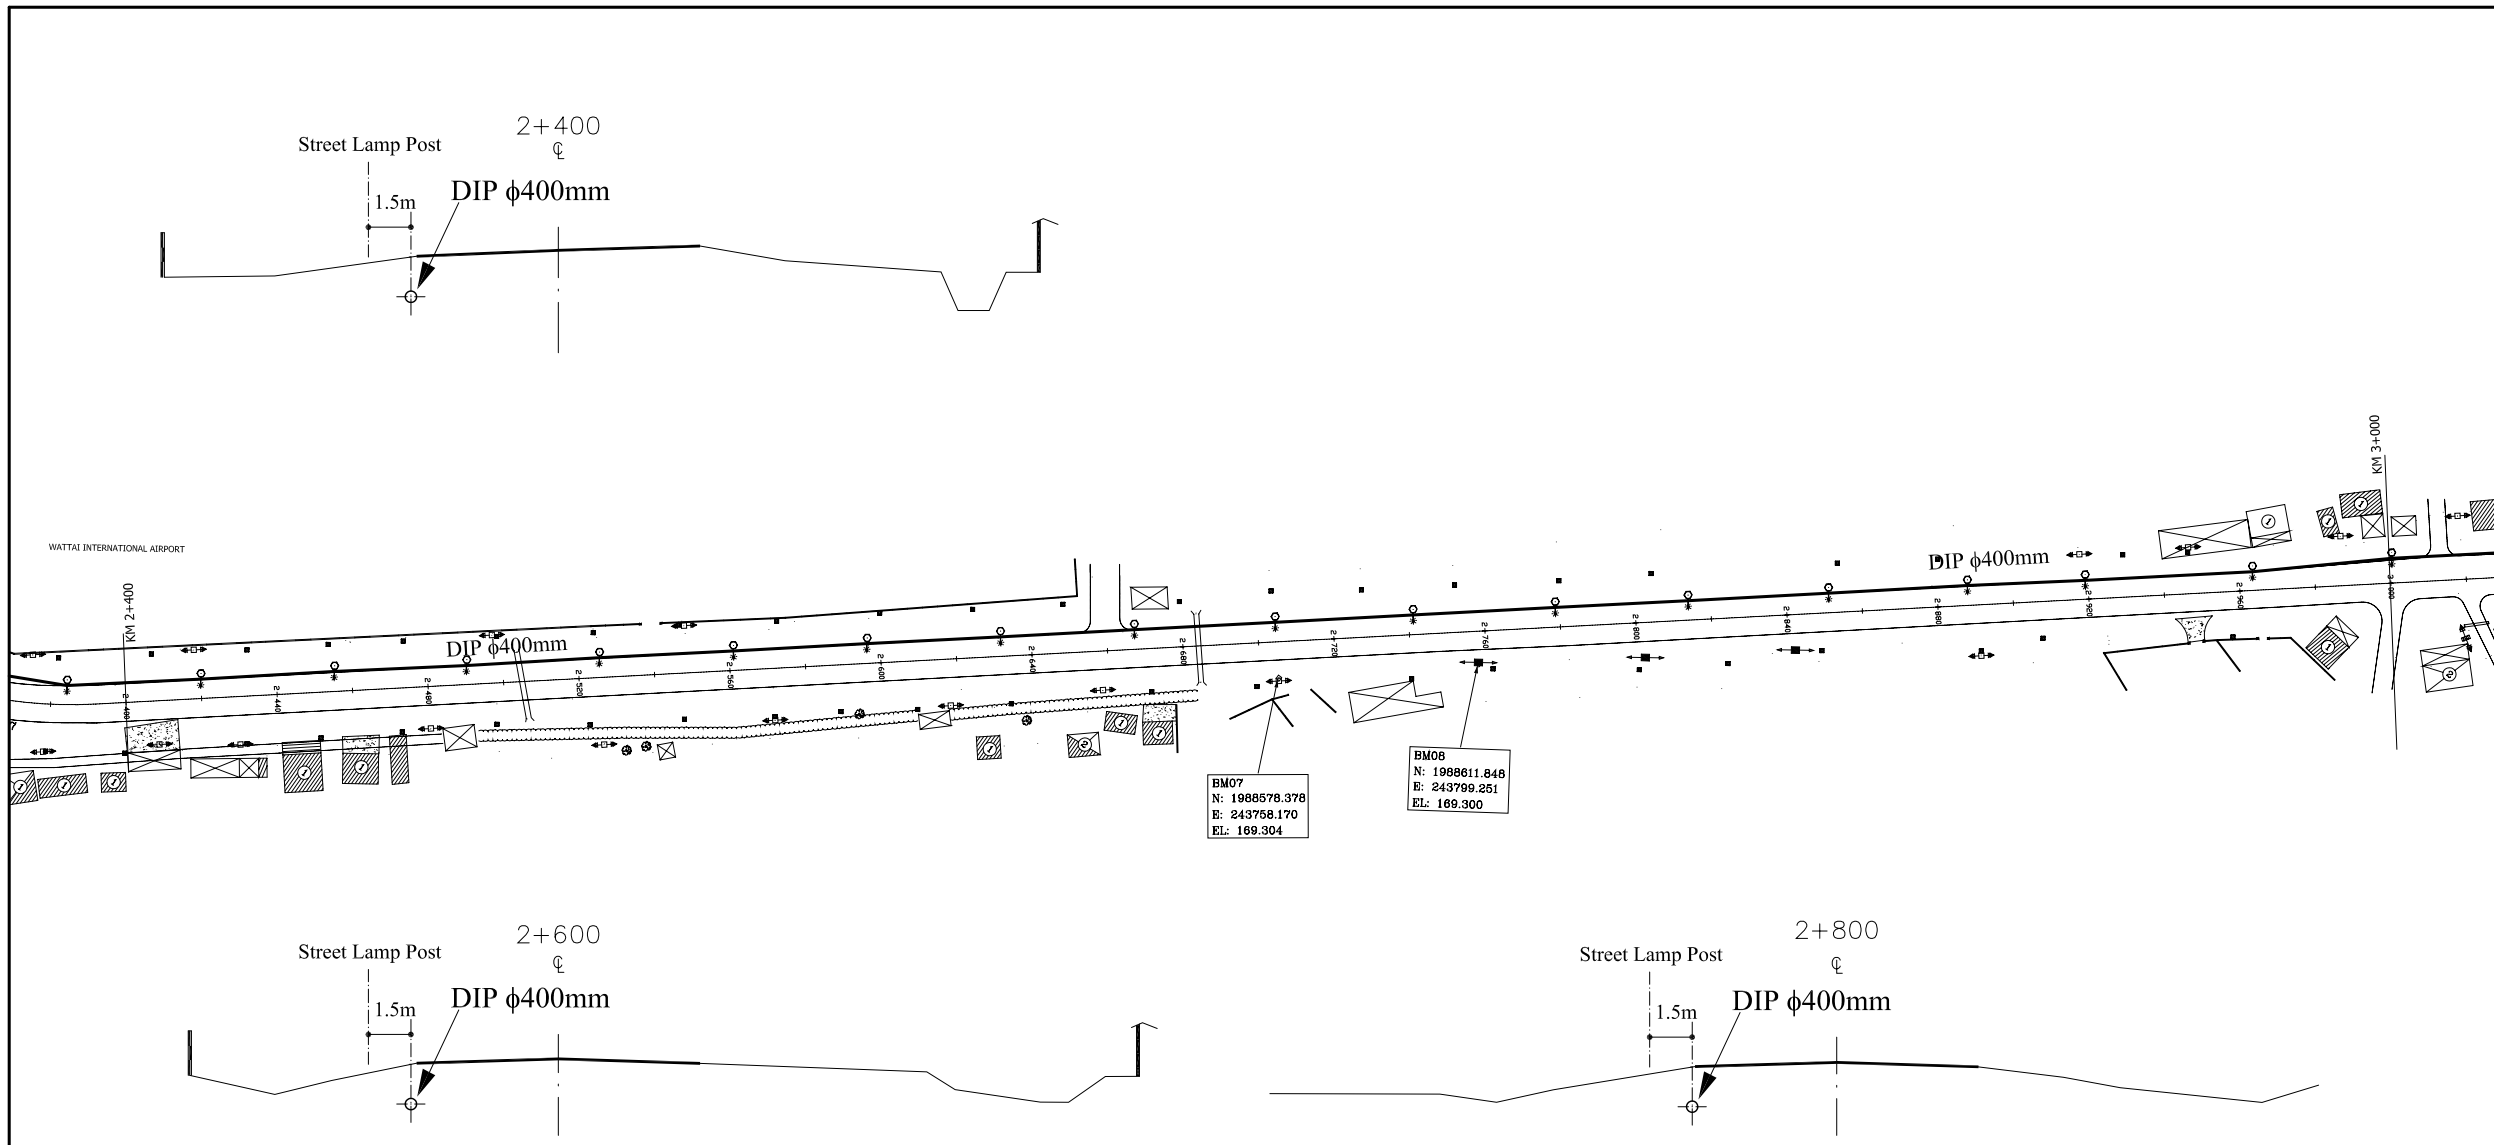 2+400
℄
Street Lamp Post
DIP ϕ400mm
1.5m
KM 3+000
WATTAI INTERNATIONAL AIRPORT
DIP ϕ400mm
KM 2+400
DIP ϕ400mm
2+400
2+440
2+480
2+520
2+560
2+600
2+640
2+680
2+720
2+760
2+800
2+840
2+880
2+920
2+960
3+000
BM07
N: 1988578.378
E: 243758.170
EL: 169.304
BM08
N: 1988611.848
E: 243799.251
EL: 169.300
2+600
℄
Street Lamp Post
DIP ϕ400mm
1.5m
2+800
℄
Street Lamp Post
DIP ϕ400mm
1.5m